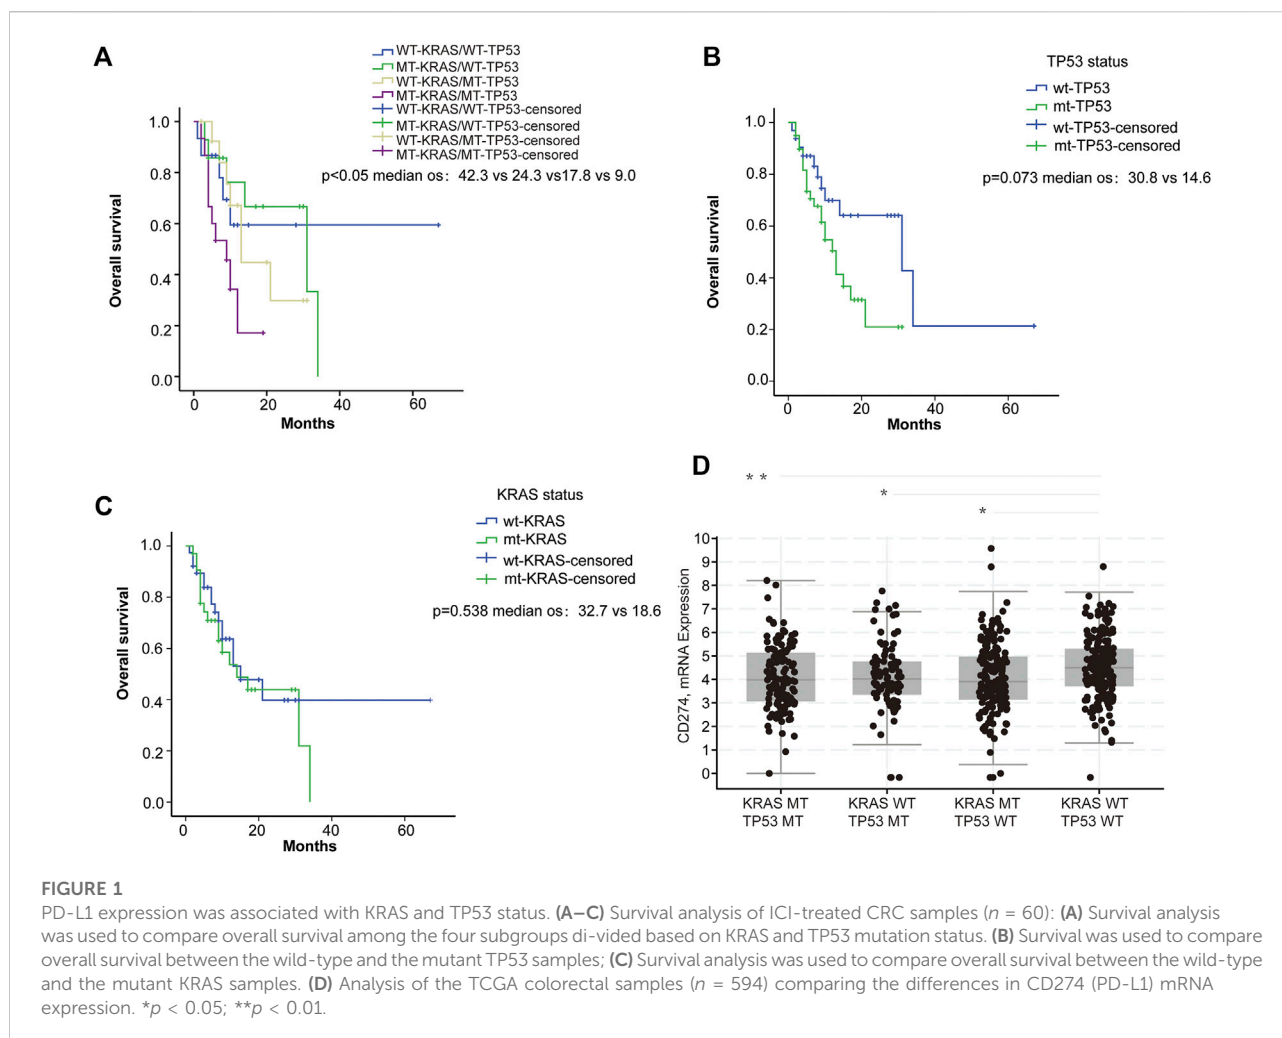 A
WT-KRAS/WT-TP53
MT-KRAS/WT-TP53
WT-KRAS/MT-TP53
MT-KRAS/MT-TP53
WT-KRAS/WT-TP53-censored
MT-KRAS/WT-TP53-censored
WT-KRAS/MT-TP53-censored
MT-KRAS/MT-TP53-censored
p<0.05 median os: 42.3 vs 24.3 vs17.8 vs 9.0
Overall survival
1.0
0.8
0.6
0.4
0.2
0.0
0 20 40 60
Months
B
TP53 status
wt-TP53
mt-TP53
wt-TP53-censored
mt-TP53-censored
p=0.073 median os: 30.8 vs 14.6
Overall survival
1.0
0.8
0.6
0.4
0.2
0.0
0 20 40 60
Months
C
KRAS status
wt-KRAS
mt-KRAS
wt-KRAS-censored
mt-KRAS-censored
p=0.538 median os: 32.7 vs 18.6
Overall survival
1.0
0.8
0.6
0.4
0.2
0.0
0 20 40 60
Months
D
**
*
*
CD274, mRNA Expression
10
9
8
7
6
5
4
3
2
1
0
KRAS MT KRAS WT KRAS MT KRAS WT
TP53 MT TP53 MT TP53 WT TP53 WT
FIGURE 1
PD-L1 expression was associated with KRAS and TP53 status. (A–C) Survival analysis of ICI-treated CRC samples (n = 60): (A) Survival analysis
was used to compare overall survival among the four subgroups di-vided based on KRAS and TP53 mutation status. (B) Survival was used to compare
overall survival between the wild-type and the mutant TP53 samples; (C) Survival analysis was used to compare overall survival between the wild-type
and the mutant KRAS samples. (D) Analysis of the TCGA colorectal samples (n = 594) comparing the differences in CD274 (PD-L1) mRNA
expression. *p < 0.05; **p < 0.01.